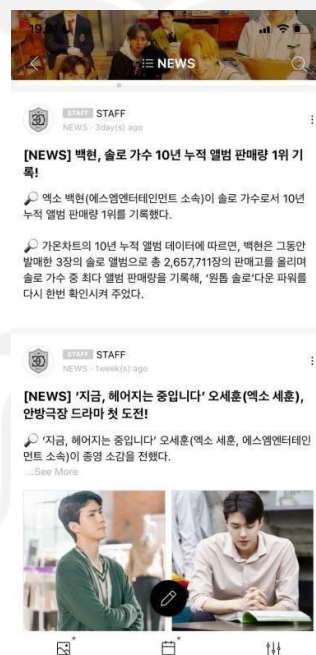 NEWS
STAFF STAFF
NEWS · 3day(s) ago
[NEWS] 백현, 솔로 가수 10년 누적 앨범 판매량 1위 기
록!
엑소 백현(에스엠엔터테인먼트 소속)이 솔로 가수로서 10년
누적 앨범 판매량 1위를 기록했다.
가온차트의 10년 누적 앨범 데이터에 따르면, 백현은 그동안
발매한 3장의 솔로 앨범으로 총 2,657,711장의 판매고를 올리며
솔로 가수 중 최다 앨범 판매량을 기록해, ‘원톱 솔로’다운 파워를
다시 한번 확인시켜 주었다.
STAFF STAFF
NEWS · 1week(s) ago
[NEWS] ‘지금, 헤어지는 중입니다’ 오세훈(엑소 세훈),
안방극장 드라마 첫 도전!
‘지금, 헤어지는 중입니다’ 오세훈(엑소 세훈, 에스엠엔터테인
먼트 소속)이 종영 소감을 전했다.
...See More